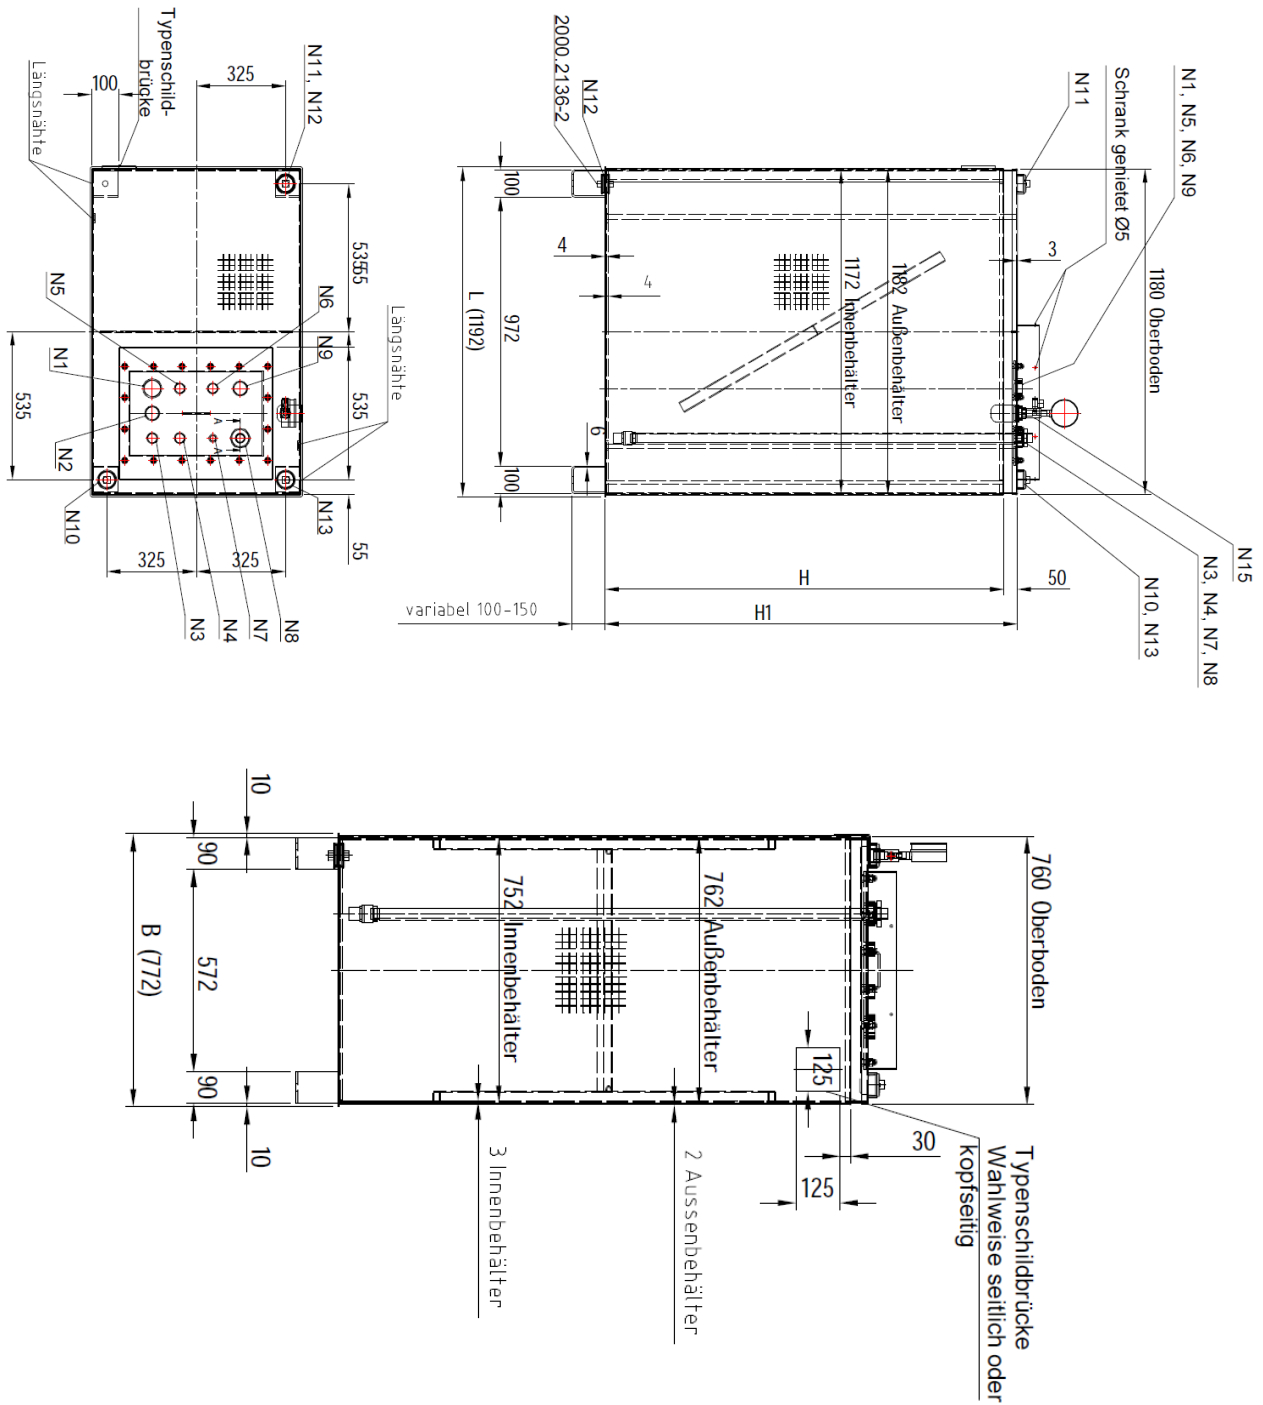 Typenschild-
brücke
100
325
N11, N12
Längsnähte
N5
N1
N6
N9
535
565
535
535
Längsnähte
N2
N10
N13
55
325
325
N3
N4
N7
N8
2000.2136-2
N12
N11
Schrank genietet Ø5
N1, N5, N6, N9
100
4
4
3
L (1192)
972
1172 Innenbehälter
1182 Außenbehälter
1180 Oberboden
6
100
H
50
H1
variabel 100-150
N15
N3, N4, N7, N8
N10, N13
10
90
B (772)
572
90
10
752 Innenbehälter
762 Außenbehälter
760 Oberboden
125
30
125
3 Innenbehälter
2 Aussenbehälter
Typenschildbrücke
Wahlweise seitlich oder
kopfseitig
A
A